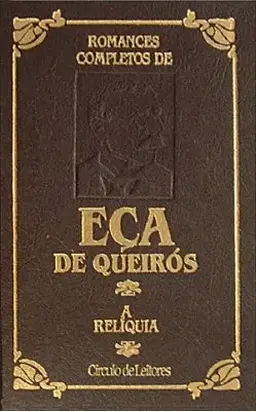 ROMANCES
COMPLETOS DE
EÇA
DE QUEIRÓS
A
RELÍQUIA
Círculo de Leitores